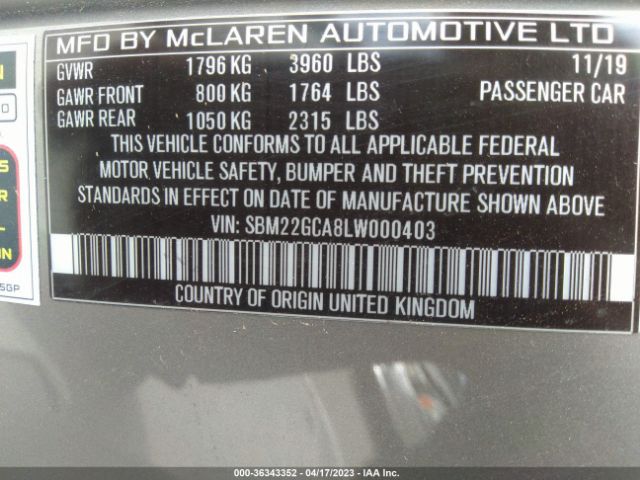 MFD BY McLAREN AUTOMOTIVE LTD
GVWR 1796 KG 3960 LBS 11/19
GAWR FRONT 800 KG 1764 LBS PASSENGER CAR
GAWR REAR 1050 KG 2315 LBS
THIS VEHICLE CONFORMS TO ALL APPLICABLE FEDERAL
MOTOR VEHICLE SAFETY, BUMPER AND THEFT PREVENTION
STANDARDS IN EFFECT ON DATE OF MANUFACTURE SHOWN ABOVE
VIN: SBM22GCA8LW000403
COUNTRY OF ORIGIN UNITED KINGDOM
000-36343352 - 04/17/2023 - IAA Inc.